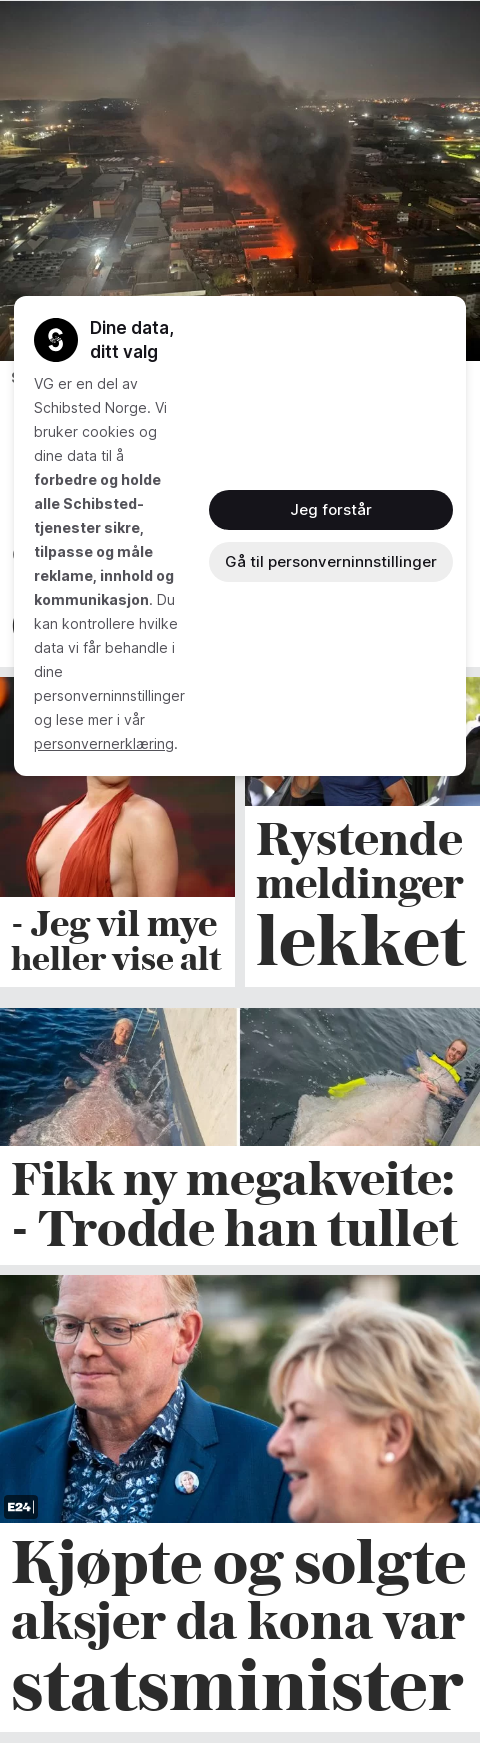 Dine data,
ditt valg
VG er en del av
Schibsted Norge. Vi
bruker cookies og
dine data til å
forbedre og holde
alle Schibsted-
tjenester sikre,
tilpasse og måle
reklame, innhold og
kommunikasjon. Du
kan kontrollere hvilke
data vi får behandle i
dine
personverninnstillinger
og lese mer i vår
personvernerklæring.
Jeg forstår
Gå til personverninnstillinger
- Jeg vil mye
heller vise alt
Rystende
meldinger
lekket
Fikk ny megakveite:
- Trodde han tullet
E24
Kjøpte og solgte
aksjer da kona var
statsminister